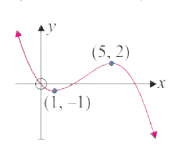 y
(5, 2)
x
(1, −1)